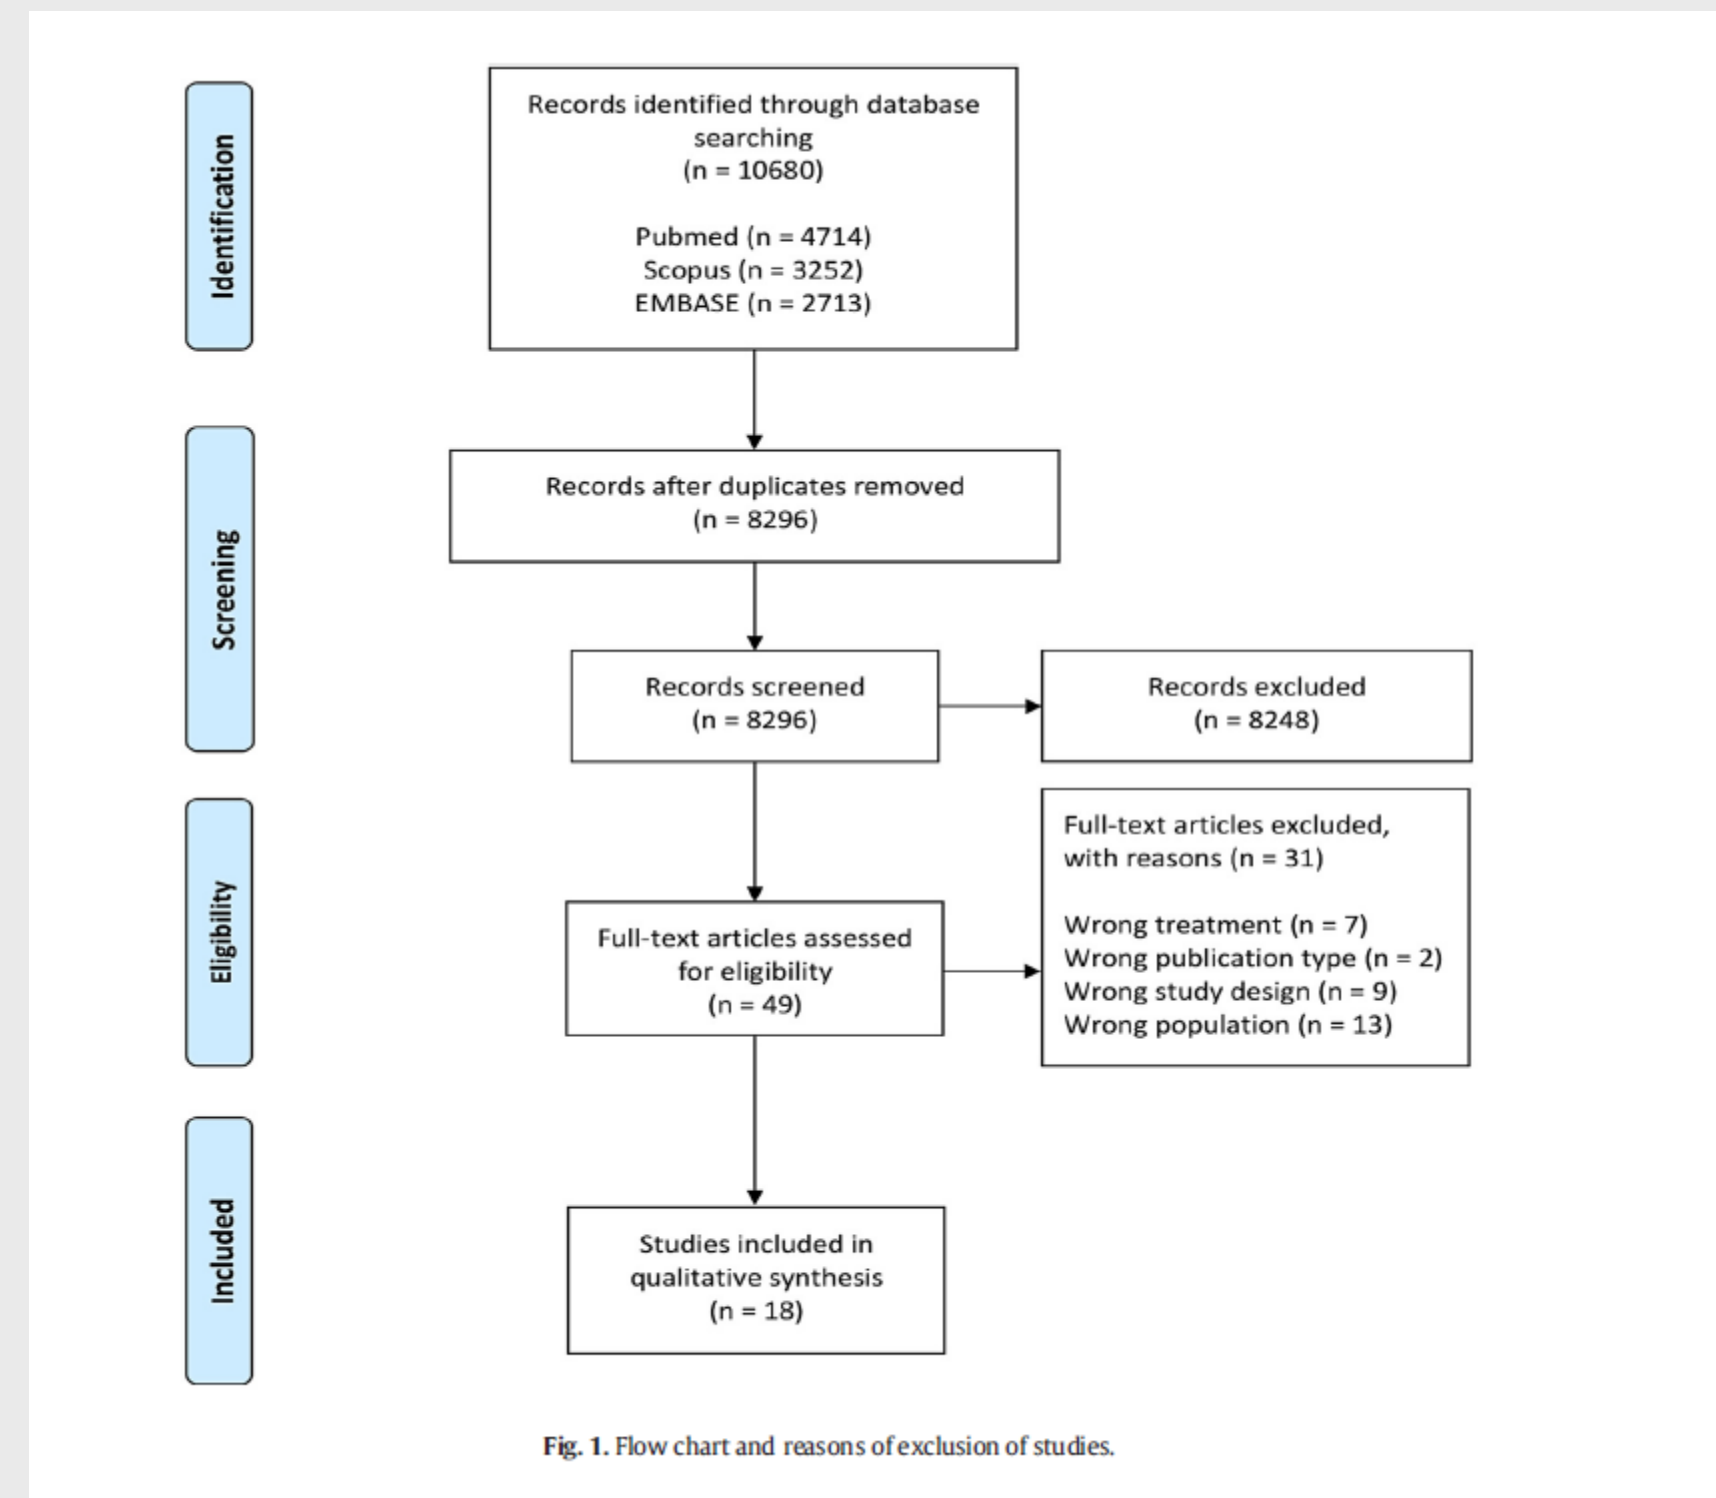 Identification
Records identified through database
searching
(n = 10680)
Pubmed (n = 4714)
Scopus (n = 3252)
EMBASE (n = 2713)
Screening
Records after duplicates removed
(n = 8296)
Records screened
(n = 8296)
Records excluded
(n = 8248)
Eligibility
Full-text articles assessed
for eligibility
(n = 49)
Full-text articles excluded,
with reasons (n = 31)
Wrong treatment (n = 7)
Wrong publication type (n = 2)
Wrong study design (n = 9)
Wrong population (n = 13)
Included
Studies included in
qualitative synthesis
(n = 18)
Fig. 1. Flow chart and reasons of exclusion of studies.